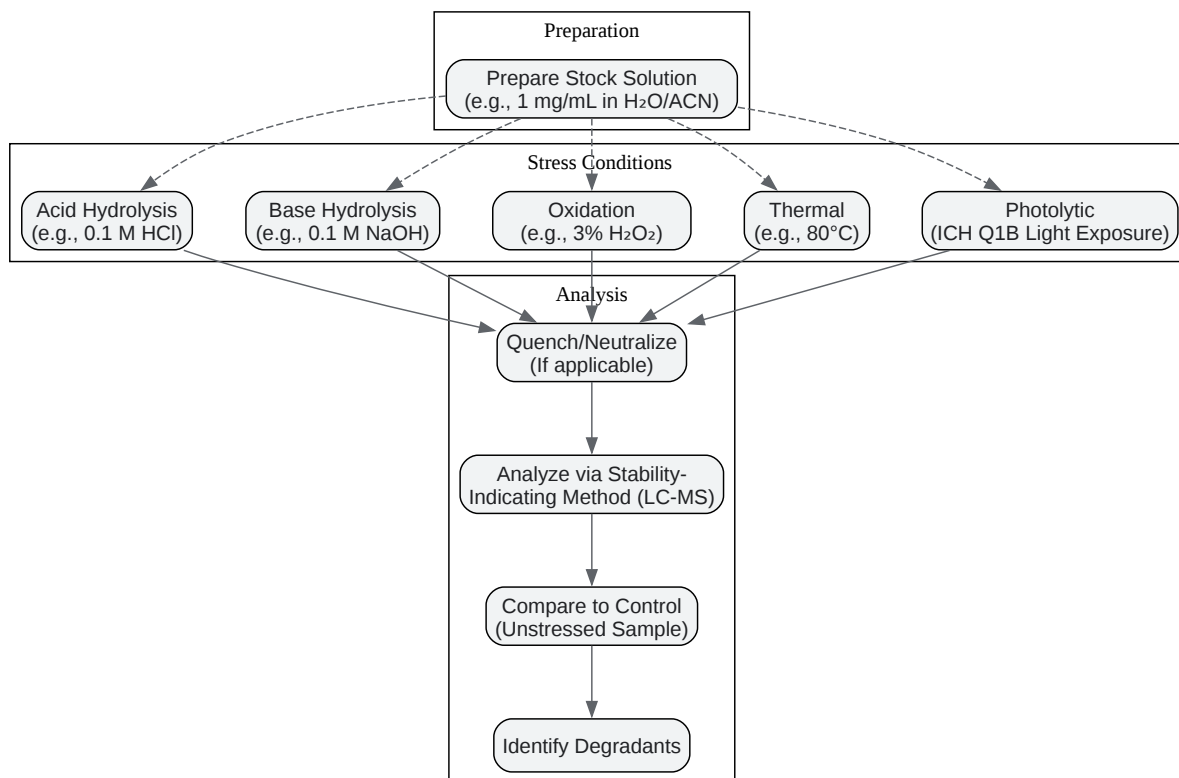 Preparation
Prepare Stock Solution
(e.g., 1 mg/mL in H₂O/ACN)
Stress Conditions
Acid Hydrolysis
(e.g., 0.1 M HCl)
Base Hydrolysis
(e.g., 0.1 M NaOH)
Oxidation
(e.g., 3% H₂O₂)
Thermal
(e.g., 80°C)
Photolytic
(ICH Q1B Light Exposure)
Analysis
Quench/Neutralize
(If applicable)
Analyze via Stability-
Indicating Method (LC-MS)
Compare to Control
(Unstressed Sample)
Identify Degradants